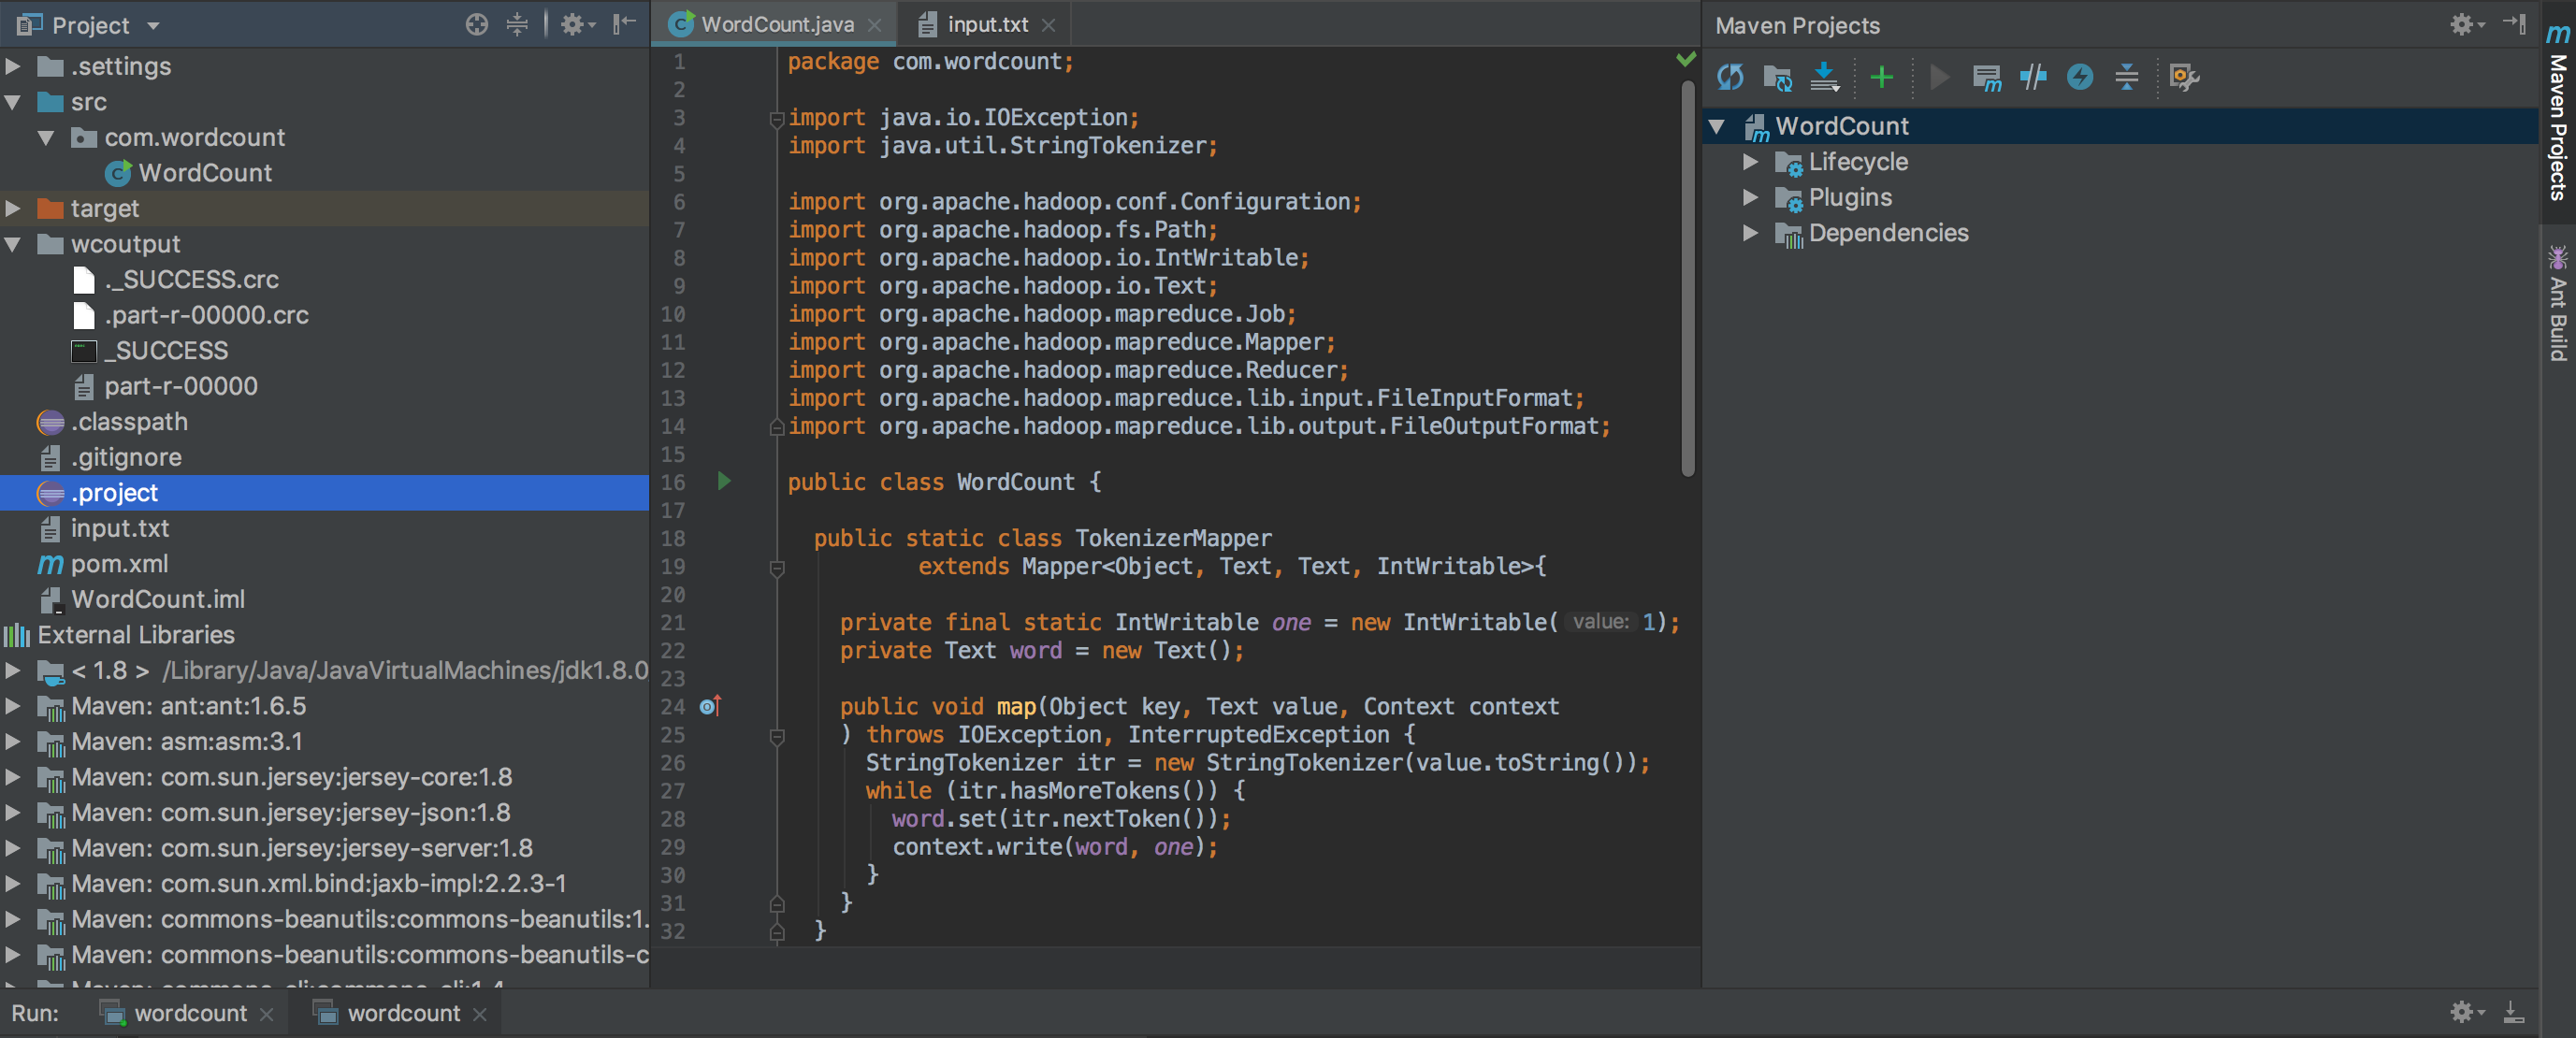 Project
.settings
src
com.wordcount
WordCount
target
wcoutput
._SUCCESS.crc
.part-r-00000.crc
_SUCCESS
part-r-00000
.classpath
.gitignore
.project
input.txt
pom.xml
WordCount.iml
External Libraries
< 1.8 > /Library/Java/JavaVirtualMachines/jdk1.8.0
Maven: ant:ant:1.6.5
Maven: asm:asm:3.1
Maven: com.sun.jersey:jersey-core:1.8
Maven: com.sun.jersey:jersey-json:1.8
Maven: com.sun.jersey:jersey-server:1.8
Maven: com.sun.xml.bind:jaxb-impl:2.2.3-1
Maven: commons-beanutils:commons-beanutils:1.
Maven: commons-beanutils:commons-beanutils-c
WordCount.java
input.txt
1 package com.wordcount;
2
3 import java.io.IOException;
4 import java.util.StringTokenizer;
5
6 import org.apache.hadoop.conf.Configuration;
7 import org.apache.hadoop.fs.Path;
8 import org.apache.hadoop.io.IntWritable;
9 import org.apache.hadoop.io.Text;
10 import org.apache.hadoop.mapreduce.Job;
11 import org.apache.hadoop.mapreduce.Mapper;
12 import org.apache.hadoop.mapreduce.Reducer;
13 import org.apache.hadoop.mapreduce.lib.input.FileInputFormat;
14 import org.apache.hadoop.mapreduce.lib.output.FileOutputFormat;
15
16 public class WordCount {
17
18 public static class TokenizerMapper
19 extends Mapper<Object, Text, Text, IntWritable>{
20
21 private final static IntWritable one = new IntWritable( value: 1);
22 private Text word = new Text();
23
24 public void map(Object key, Text value, Context context
25 ) throws IOException, InterruptedException {
26 StringTokenizer itr = new StringTokenizer(value.toString());
27 while (itr.hasMoreTokens()) {
28 word.set(itr.nextToken());
29 context.write(word, one);
30 }
31 }
32 }
Maven Projects
WordCount
Lifecycle
Plugins
Dependencies
Maven Projects
Ant Build
Run:
wordcount
wordcount